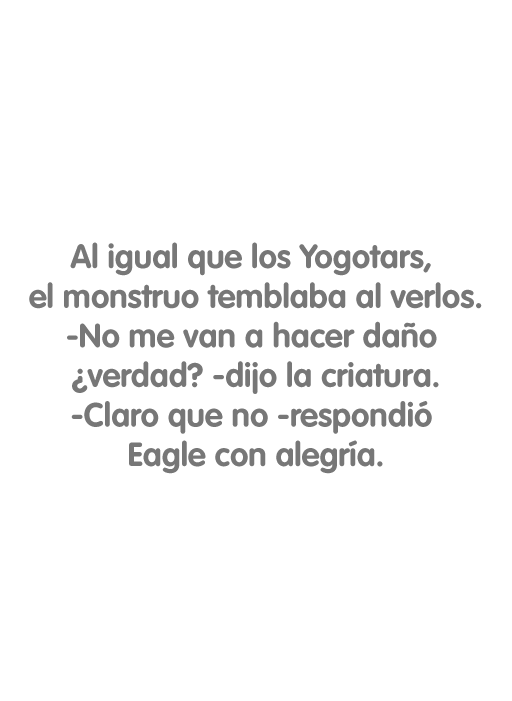 Al igual que los Yogotars,
el monstruo temblaba al verlos.
-No me van a hacer daño
¿verdad? -dijo la criatura.
-Claro que no -respondió
Eagle con alegría.